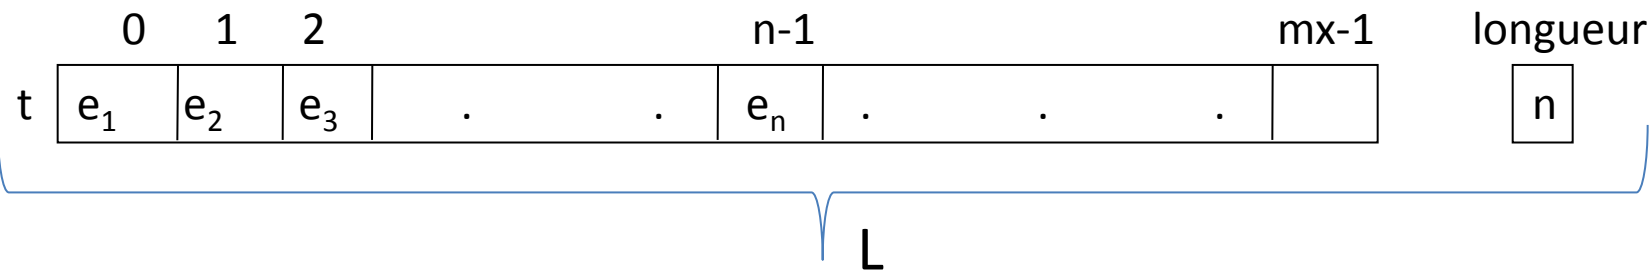 0 1 2 n-1 mx-1 longueur
t e₁ e₂ e₃ . . eₙ . . . n
L